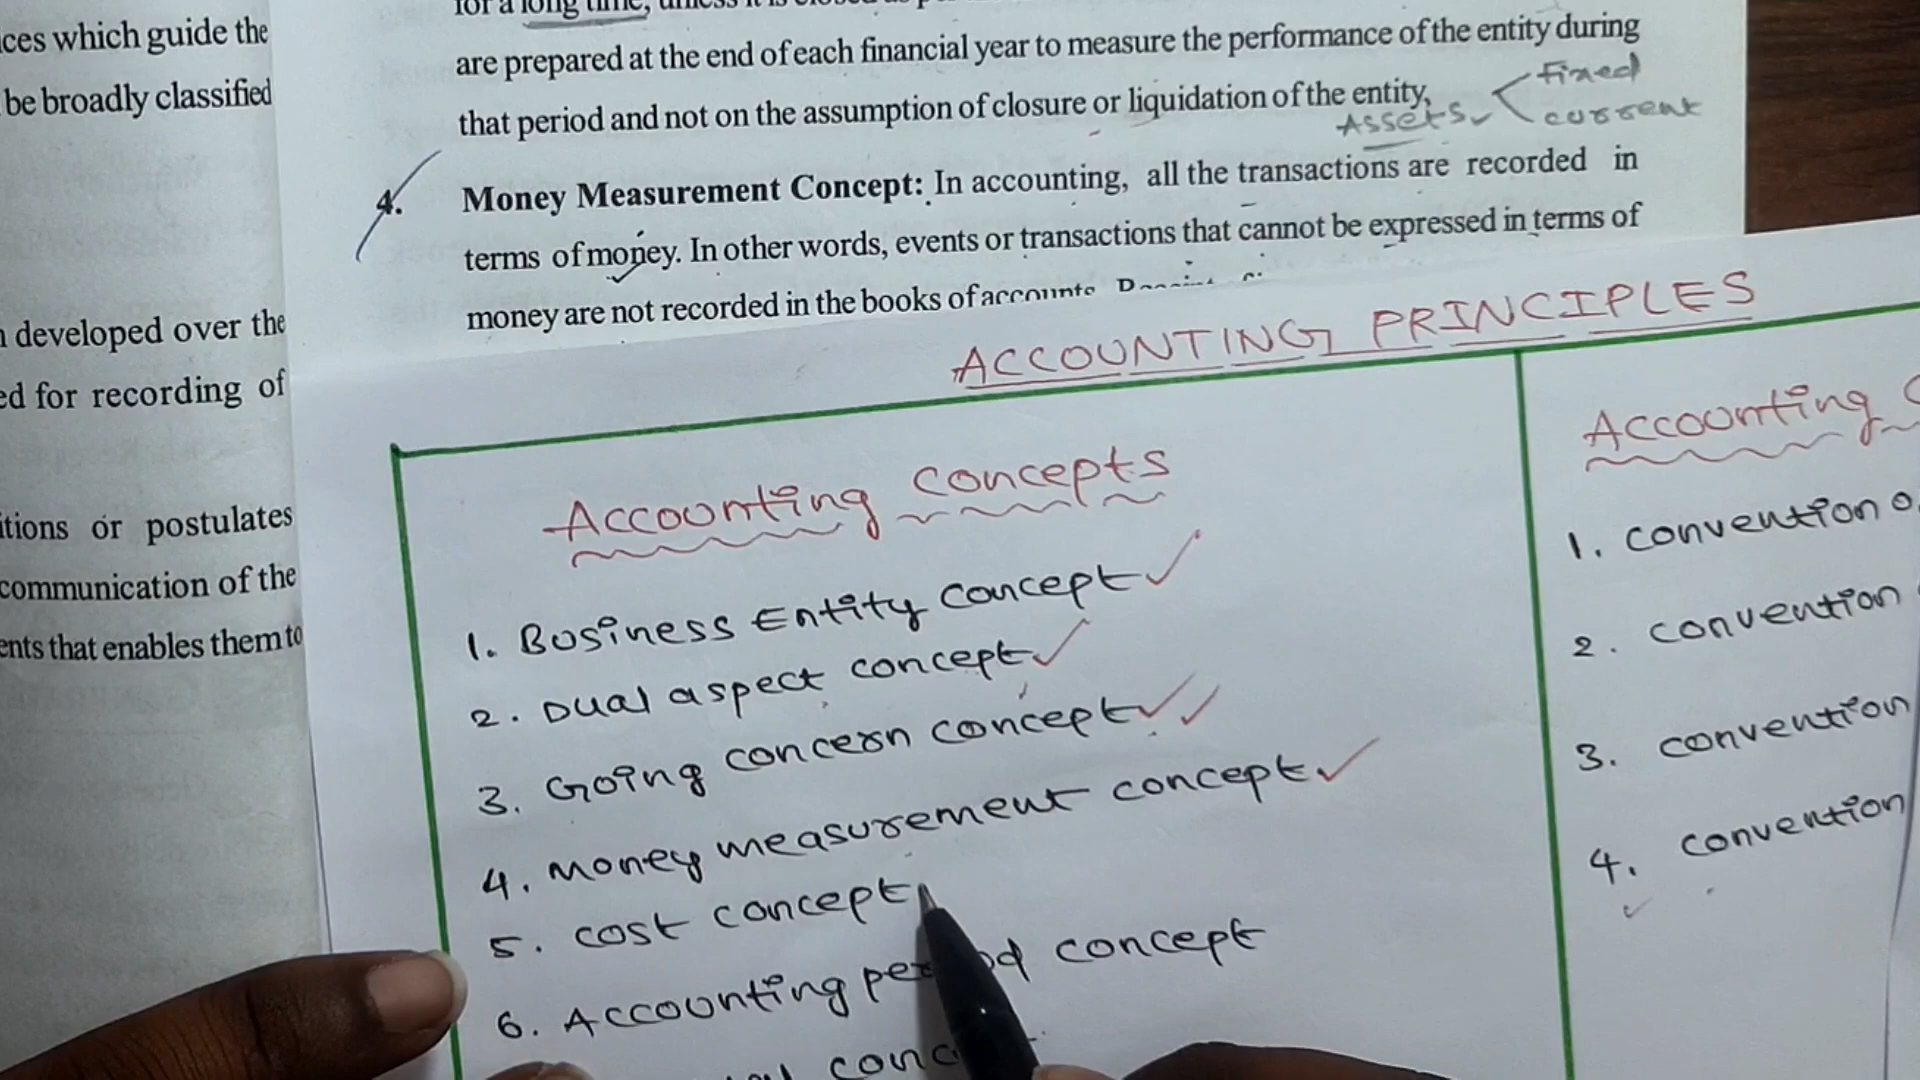 ces which guide the
be broadly classified
developed over the
ed for recording of
itions or postulates
communication of the
ents that enables them to
for a long time,
are prepared at the end of each financial year to measure the performance of the entity during
that period and not on the assumption of closure or liquidation of the entity,
Assets
Fixed
current
4. Money Measurement Concept: In accounting, all the transactions are recorded in
terms of money. In other words, events or transactions that cannot be expressed in terms of
money are not recorded in the books of accounts.
ACCOUNTING PRINCIPLES
Accounting concepts
1. Business Entity concept
2. Dual aspect concept
3. Going concern concept
4. Money measurement concept
5. cost concept
6. Accounting period concept
Accounting
1. convention
2. convention
3. convention
4. convention